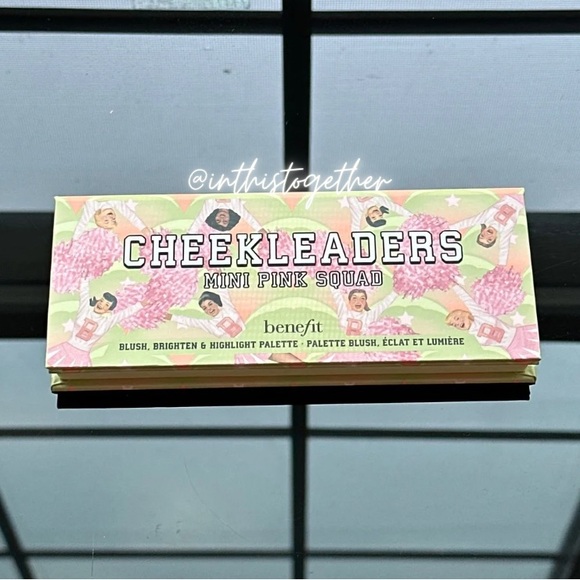 @inthistogether
CHEEKLEADERS
MINI PINK SQUAD
benefit
BLUSH, BRIGHTEN & HIGHLIGHT PALETTE · PALETTE BLUSH, ÉCLAT ET LUMIÈRE